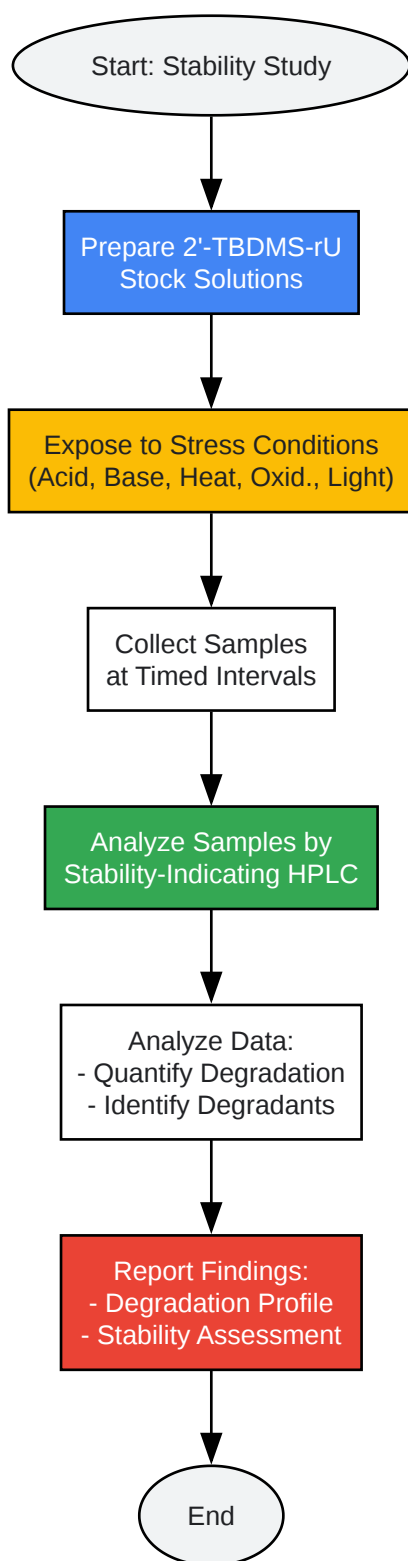 Start: Stability Study
Prepare 2'-TBDMS-rU
Stock Solutions
Expose to Stress Conditions
(Acid, Base, Heat, Oxid., Light)
Collect Samples
at Timed Intervals
Analyze Samples by
Stability-Indicating HPLC
Analyze Data:
- Quantify Degradation
- Identify Degradants
Report Findings:
- Degradation Profile
- Stability Assessment
End